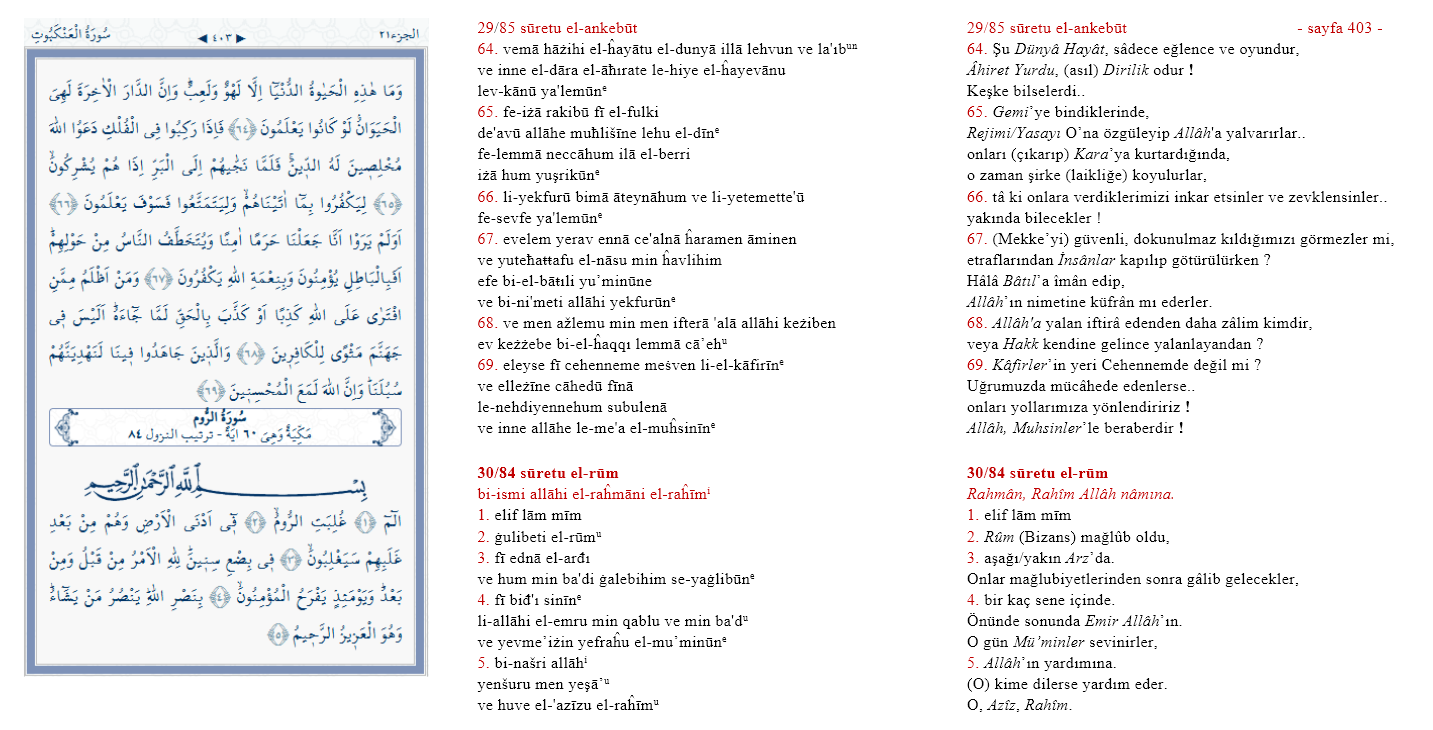 سُورَةُ الْعَنْكَبُوتِ
◀ ٤٠٣ ▶
الجزء٢١
وَمَا هٰذِهِ الْحَيٰوةُ الدُّنْيَٓا اِلَّا لَهْوٌ وَلَعِبٌۜ وَاِنَّ الدَّارَ الْاٰخِرَةَ لَهِيَ
الْحَيَوَانُۢ لَوْ كَانُوا يَعْلَمُونَ ﴿٦٤﴾ فَاِذَا رَكِبُوا فِي الْفُلْكِ دَعَوُا اللّٰهَ
مُخْلِص۪ينَ لَهُ الدّ۪ينَۚ فَلَمَّا نَجّٰيهُمْ اِلَى الْبَرِّ اِذَا هُمْ يُشْرِكُونَۙ
﴿٦٥﴾ لِيَكْفُرُوا بِمَٓا اٰتَيْنَاهُمْۙ وَلِيَتَمَتَّعُوا۠ فَسَوْفَ يَعْلَمُونَ ﴿٦٦﴾
اَوَلَمْ يَرَوْا اَنَّا جَعَلْنَا حَرَمًا اٰمِنًا وَيُتَخَطَّفُ النَّاسُ مِنْ حَوْلِهِمْۜ
اَفَبِالْبَاطِلِ يُؤْمِنُونَ وَبِنِعْمَةِ اللّٰهِ يَكْفُرُونَ ﴿٦٧﴾ وَمَنْ اَظْلَمُ مِمَّنِ
افْتَرٰى عَلَى اللّٰهِ كَذِبًا اَوْ كَذَّبَ بِالْحَقِّ لَمَّا جَٓاءَهُۜ اَلَيْسَ ف۪ي
جَهَنَّمَ مَثْوًى لِلْكَافِر۪ينَ ﴿٦٨﴾ وَالَّذ۪ينَ جَاهَدُوا ف۪ينَا لَنَهْدِيَنَّهُمْ
سُبُلَنَاۜ وَاِنَّ اللّٰهَ لَمَعَ الْمُحْسِن۪ينَ ﴿٦٩﴾
سُورَةُ الرُّوم
مَكِّيَةٌ وَهِيَ ٦٠ اٰيَةً - ترتيب النزول ٨٤
بِسْمِ اللّٰهِ الرَّحْمٰنِ الرَّح۪يمِ
الٓمٓ ﴿١﴾ غُلِبَتِ الرُّومُۙ ﴿٢﴾ ف۪ٓي اَدْنَى الْاَرْضِ وَهُمْ مِنْ بَعْدِ
غَلَبِهِمْ سَيَغْلِبُونَۙ ﴿٣﴾ ف۪ي بِضْعِ سِن۪ينَۜ لِلّٰهِ الْاَمْرُ مِنْ قَبْلُ وَمِنْ
بَعْدُۜ وَيَوْمَئِذٍ يَفْرَحُ الْمُؤْمِنُونَۙ ﴿٤﴾ بِنَصْرِ اللّٰهِۜ يَنْصُرُ مَنْ يَشَٓاءُۜ
وَهُوَ الْعَز۪يزُ الرَّح۪يمُ ﴿٥﴾
29/85 sūretu el-ankebūt
64. vemā hāżihi el-ĥayātu el-dunyā illā lehvun ve la'ıbᵘⁿ
ve inne el-dāra el-āħırate le-hiye el-ĥayevānu
lev-kānū ya'lemūnᵉ
65. fe-iżā rakibū fī el-fulki
de'avū allāhe muħlišīne lehu el-dīnᵉ
fe-lemmā neccāhum ilā el-berri
iżā hum yuşrikūnᵉ
66. li-yekfurū bimā āteynāhum ve li-yetemette'ū
fe-sevfe ya'lemūnᵉ
67. evelem yerav ennā ce'alnā ĥaramen āminen
ve yuteħaŧŧafu el-nāsu min ĥavlihim
efe bi-el-bāŧıli yu’minūne
ve bi-ni'meti allāhi yekfurūnᵉ
68. ve men ažlemu min men ifterā 'alā allāhi keżiben
ev keżżebe bi-el-ĥaqqı lemmā cā’ehᵘ
69. eleyse fī cehenneme meśven li-el-kāfirīnᵉ
ve elleżīne cāhedū fīnā
le-nehdiyennehum subulenā
ve inne allāhe le-me'a el-muĥsinīnᵉ
30/84 sūretu el-rūm
bi-ismi allāhi el-raĥmāni el-raĥīmⁱ
1. elif lām mīm
2. ġulibeti el-rūmᵘ
3. fī ednā el-arđı
ve hum min ba'di ġalebihim se-yaġlibūnᵉ
4. fī biđ'ı sinīnᵉ
li-allāhi el-emru min qablu ve min ba'dᵘ
ve yevme’iżin yefraĥu el-mu’minūnᵉ
5. bi-našri allāhⁱ
yenšuru men yeşā’ᵘ
ve huve el-'azīzu el-raĥīmᵘ
29/85 sūretu el-ankebūt - sayfa 403 -
64. Şu Dünyâ Hayât, sâdece eğlence ve oyundur,
Âhiret Yurdu, (asıl) Dirilik odur !
Keşke bilselerdi..
65. Gemi’ye bindiklerinde,
Rejimi/Yasayı O’na özgüleyip Allâh'a yalvarırlar..
onları (çıkarıp) Kara’ya kurtardığında,
o zaman şirke (laikliğe) koyulurlar,
66. tâ ki onlara verdiklerimizi inkar etsinler ve zevklensinler..
yakında bilecekler !
67. (Mekke’yi) güvenli, dokunulmaz kıldığımızı görmezler mi,
etraflarından İnsânlar kapılıp götürülürken ?
Hâlâ Bâtıl’a îmân edip,
Allâh’ın nimetine küfrân mı ederler.
68. Allâh'a yalan iftirâ edenden daha zâlim kimdir,
veya Hakk kendine gelince yalanlayandan ?
69. Kâfirler’in yeri Cehennemde değil mi ?
Uğrumuzda mücâhede edenlerse..
onları yollarımıza yönlendiririz !
Allâh, Muhsinler’le beraberdir !
30/84 sūretu el-rūm
Rahmân, Rahîm Allâh nâmına.
1. elif lām mīm
2. Rûm (Bizans) mağlûb oldu,
3. aşağı/yakın Arz’da.
Onlar mağlubiyetlerinden sonra gâlib gelecekler,
4. bir kaç sene içinde.
Önünde sonunda Emir Allâh’ın.
O gün Mü’minler sevinirler,
5. Allâh’ın yardımına.
(O) kime dilerse yardım eder.
O, Azîz, Rahîm.